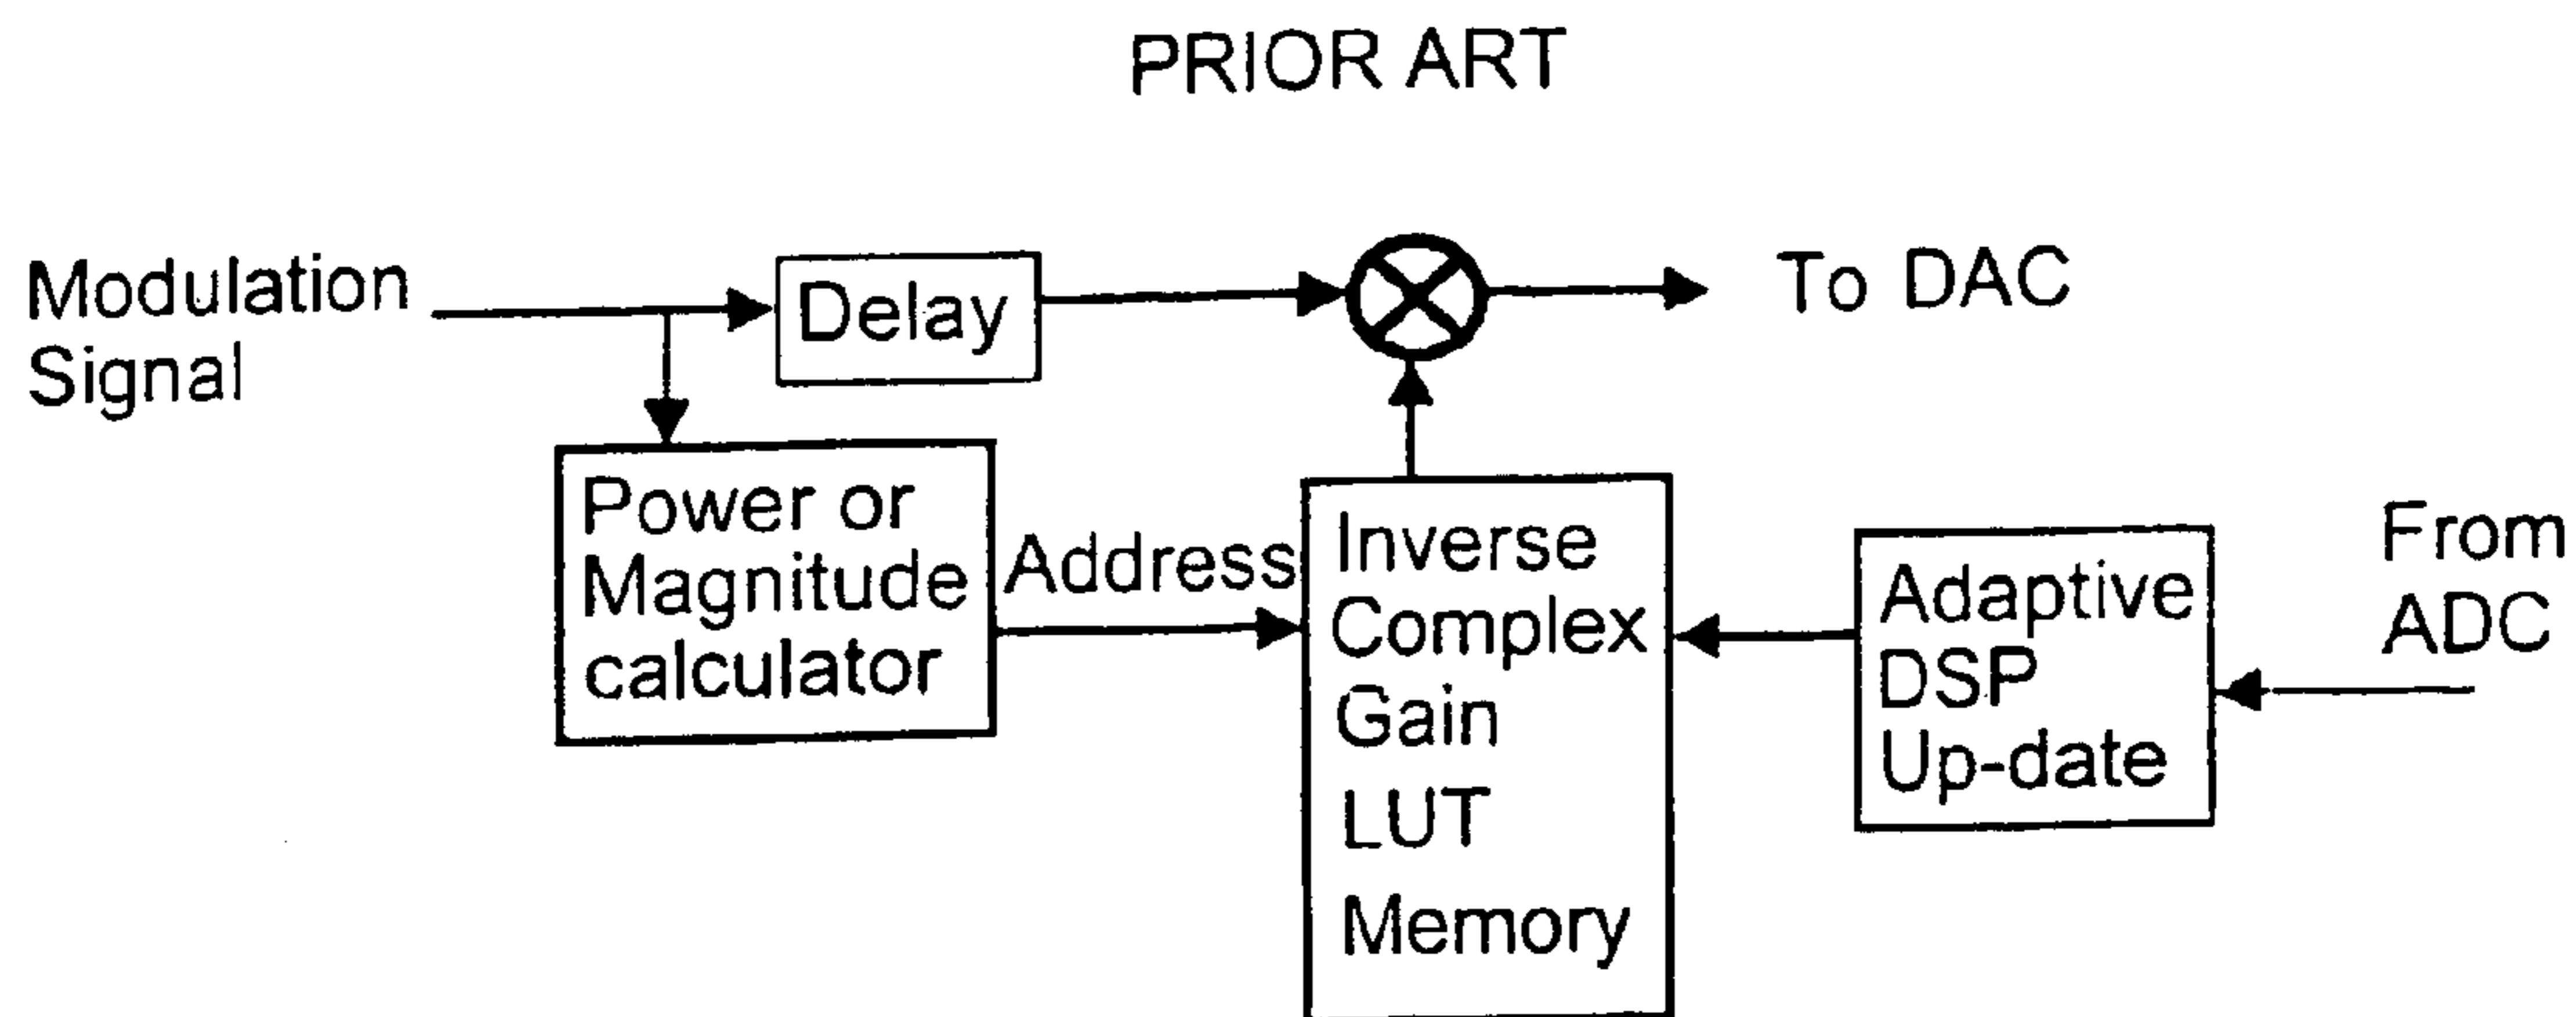 PRIOR ART
Modulation
Signal
Delay
To DAC
Power or
Magnitude
calculator
Address
Inverse
Complex
Gain
LUT
Memory
Adaptive
DSP
Up-date
From
ADC